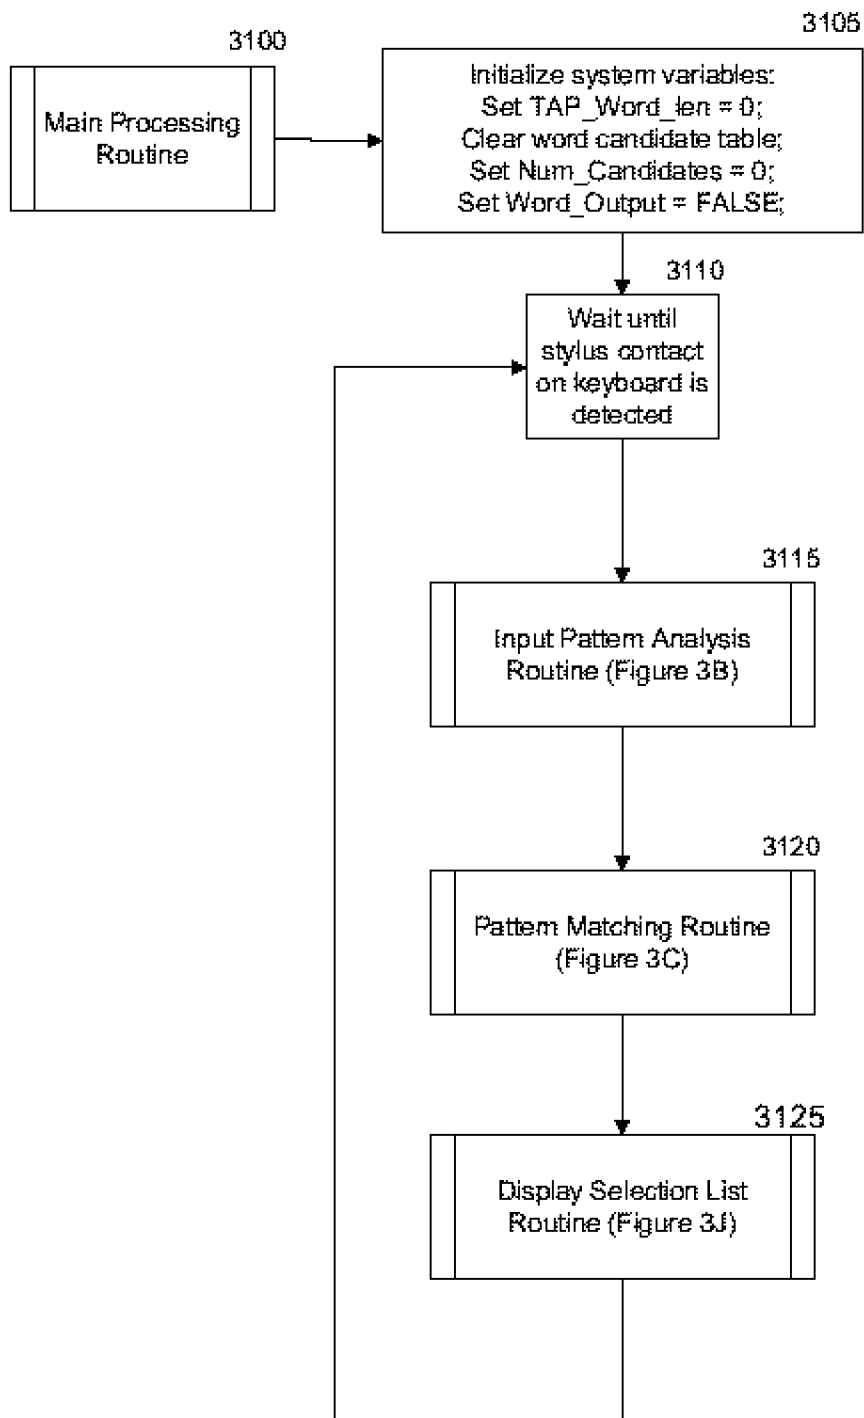 3100
Main Processing
Routine
3105
Initialize system variables:
Set TAP_Word_len = 0;
Clear word candidate table;
Set Num_Candidates = 0;
Set Word_Output = FALSE;
3110
Wait until
stylus contact
on keyboard is
detected
3115
Input Pattern Analysis
Routine (Figure 3B)
3120
Pattern Matching Routine
(Figure 3C)
3125
Display Selection List
Routine (Figure 3J)